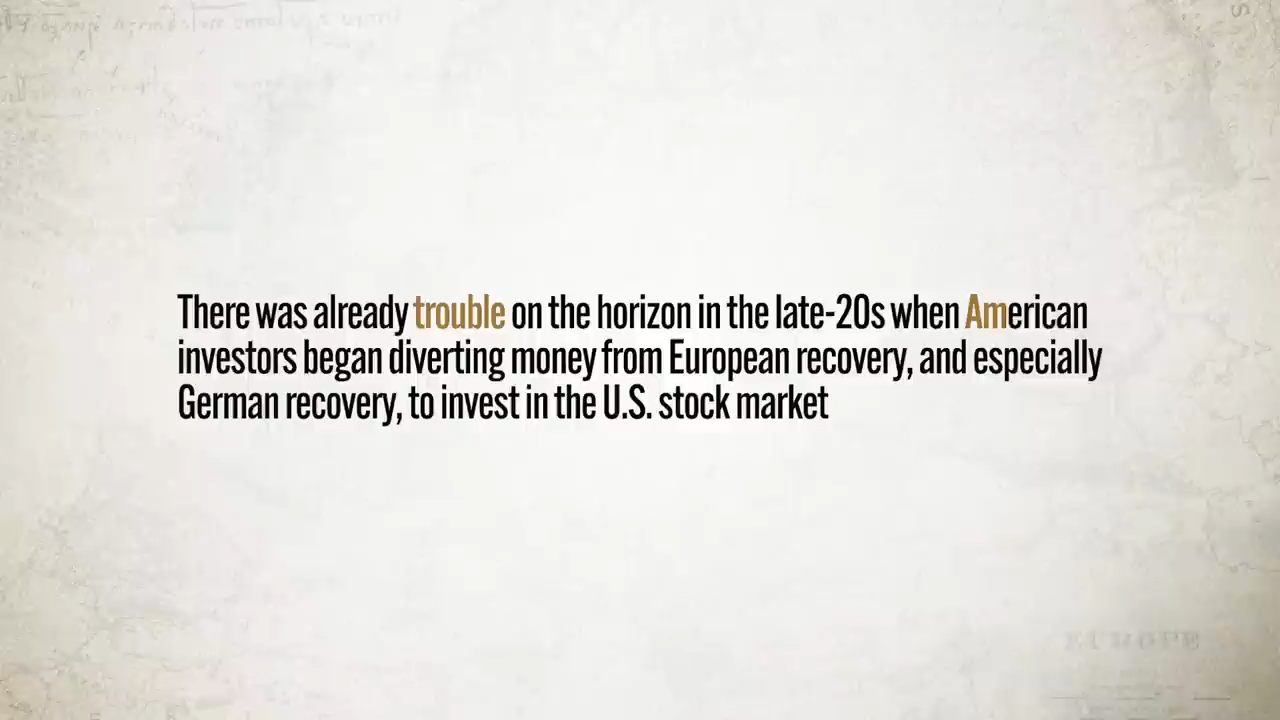 There was already trouble on the horizon in the late-20s when American
investors began diverting money from European recovery, and especially
German recovery, to invest in the U.S. stock market